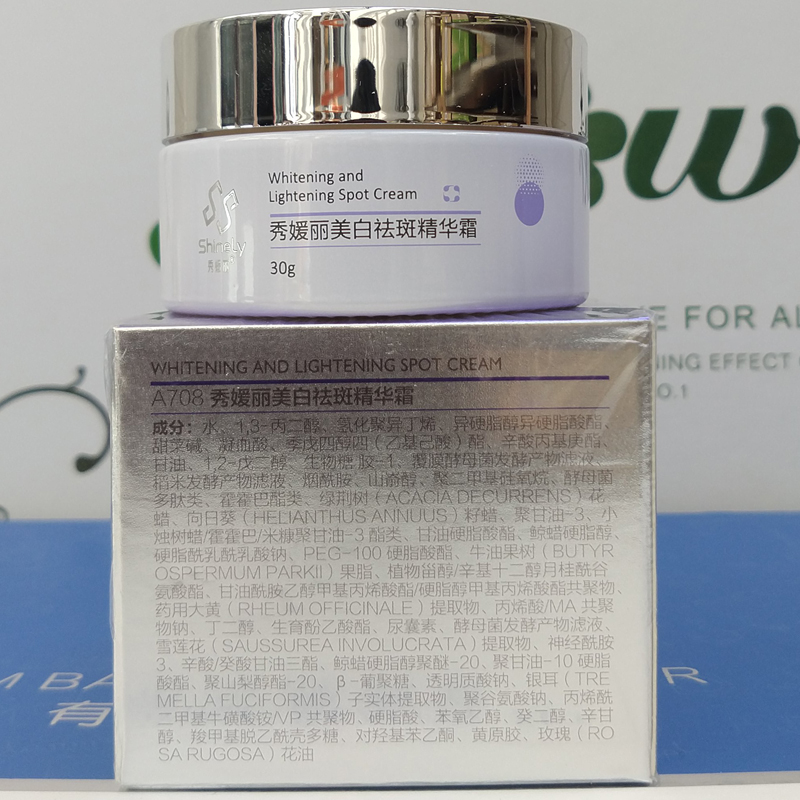 Whitening and
Lightening Spot Cream
秀媛丽美白祛斑精华霜
30g
Shinely
WHITENING AND LIGHTENING SPOT CREAM
A708 秀媛丽美白祛斑精华霜
成分：水、1,3-丙二醇、氢化聚异丁烯、异硬脂醇异硬脂酸酯、
甜菜碱、凝血酸、季戊四醇四（乙基己酸）酯、辛酸丙基庚酯、
甘油、1,2-戊二醇、生物糖胶-1、覆膜酵母菌发酵产物滤液、
稻米发酵产物滤液、烟酰胺、山嵛醇、聚二甲基硅氧烷、酵母菌
多肽类、霍霍巴酯类、绿荆树（ACACIA DECURRENS）花
蜡、向日葵（HELIANTHUS ANNUUS）籽蜡、聚甘油-3、小
烛树蜡/霍霍巴/米糠聚甘油-3 酯类、甘油硬脂酸酯、鲸蜡硬脂醇、
硬脂酰乳酰乳酸钠、PEG-100 硬脂酸酯、牛油果树（BUTYR
OSPERMUM PARKII）果脂、植物甾醇/辛基十二醇月桂酰谷
氨酸酯、甘油酰胺乙醇甲基丙烯酸酯/硬脂醇甲基丙烯酸酯共聚物、
药用大黄（RHEUM OFFICINALE）提取物、丙烯酸/MA 共聚
物钠、丁二醇、生育酚乙酸酯、尿囊素、酵母菌发酵产物滤液、
雪莲花（SAUSSUREA INVOLUCRATA）提取物、神经酰胺
3、辛酸/癸酸甘油三酯、鲸蜡硬脂醇聚醚-20、聚甘油-10 硬脂
酸酯、聚山梨醇酯-20、β-葡聚糖、透明质酸钠、银耳（TRE
MELLA FUCIFORMIS）子实体提取物、聚谷氨酸钠、丙烯酰
二甲基牛磺酸铵/VP 共聚物、硬脂酸、苯氧乙醇、癸二醇、辛甘
醇、羧甲基脱乙酰壳多糖、对羟基苯乙酮、黄原胶、玫瑰（RO
SA RUGOSA）花油
w
E FOR AL
NING EFFECT
O.1
M BA
R
有